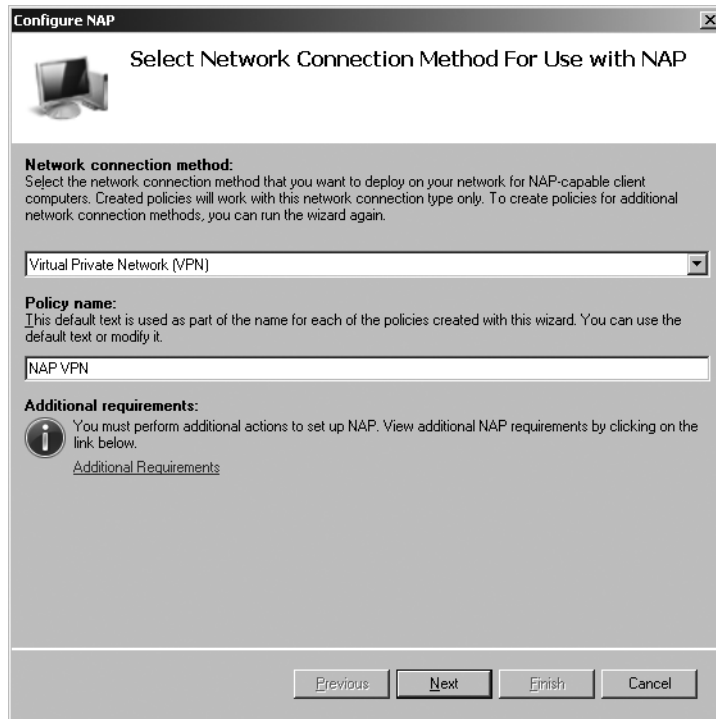 Configure NAP
Select Network Connection Method For Use with NAP
Network connection method:
Select the network connection method that you want to deploy on your network for NAP-capable client
computers. Created policies will work with this network connection type only. To create policies for additional
network connection methods, you can run the wizard again.
Virtual Private Network (VPN)
Policy name:
This default text is used as part of the name for each of the policies created with this wizard. You can use the
default text or modify it.
NAP VPN
Additional requirements:
You must perform additional actions to set up NAP. View additional NAP requirements by clicking on the
link below.
Additional Requirements
Previous Next Finish Cancel